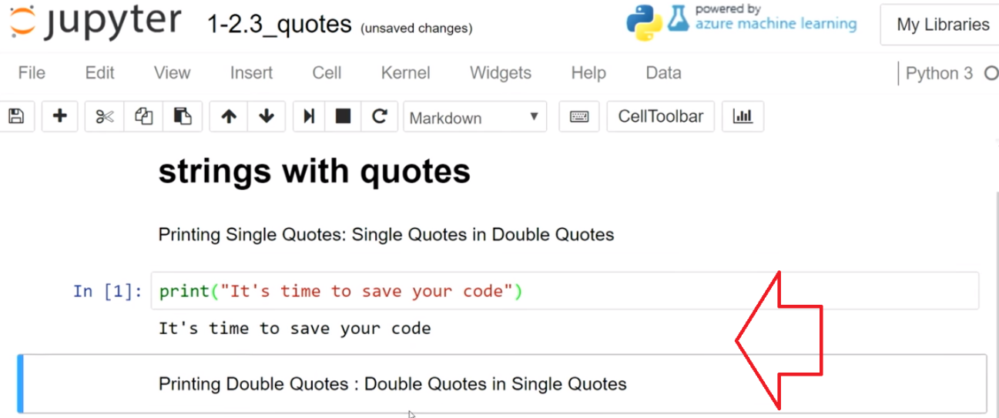 jupyter 1-2.3_quotes (unsaved changes)
powered by
azure machine learning
My Libraries
File Edit View Insert Cell Kernel Widgets Help Data Python 3
Markdown CellToolbar
strings with quotes
Printing Single Quotes: Single Quotes in Double Quotes
In [1]: print("It's time to save your code")
It's time to save your code
Printing Double Quotes : Double Quotes in Single Quotes